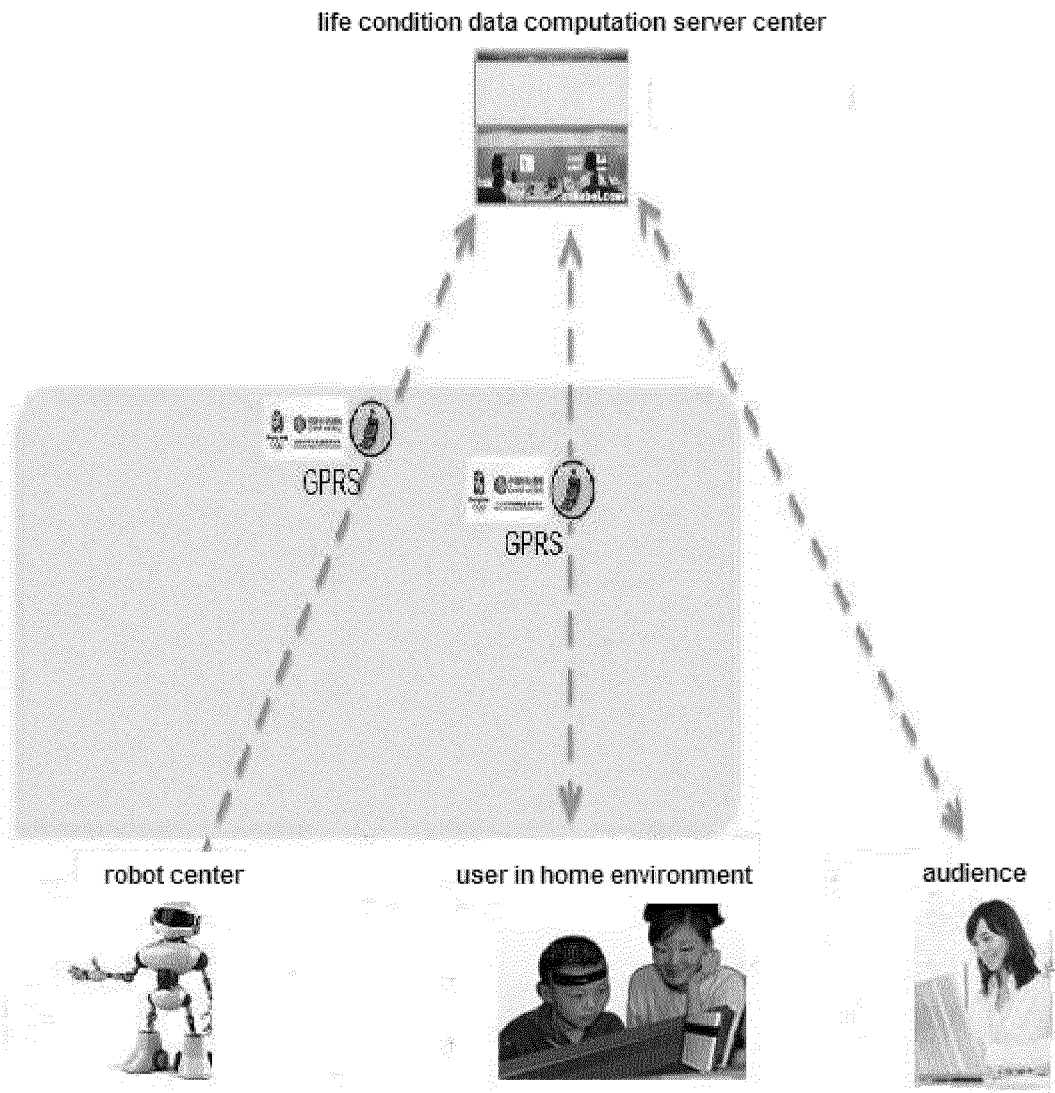 life condition data computation server center
GPRS
GPRS
robot center
user in home environment
audience